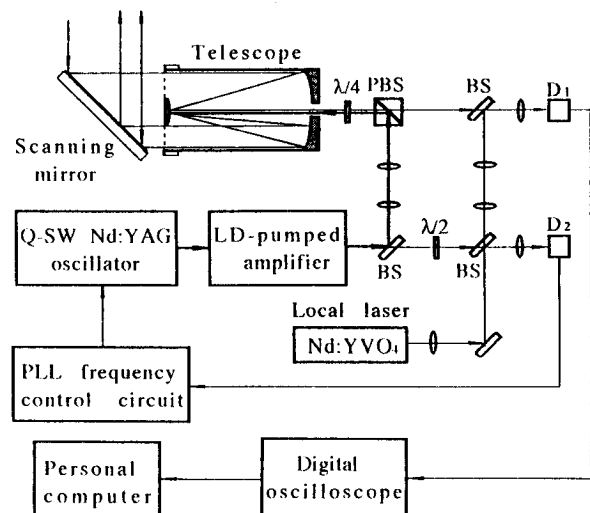 Telescope
λ/4
PBS
BS
D1
Scanning
mirror
Q-SW Nd:YAG
oscillator
LD-pumped
amplifier
BS
λ/2
BS
D2
Local laser
Nd:YVO₄
PLL frequency
control circuit
Personal
computer
Digital
oscilloscope